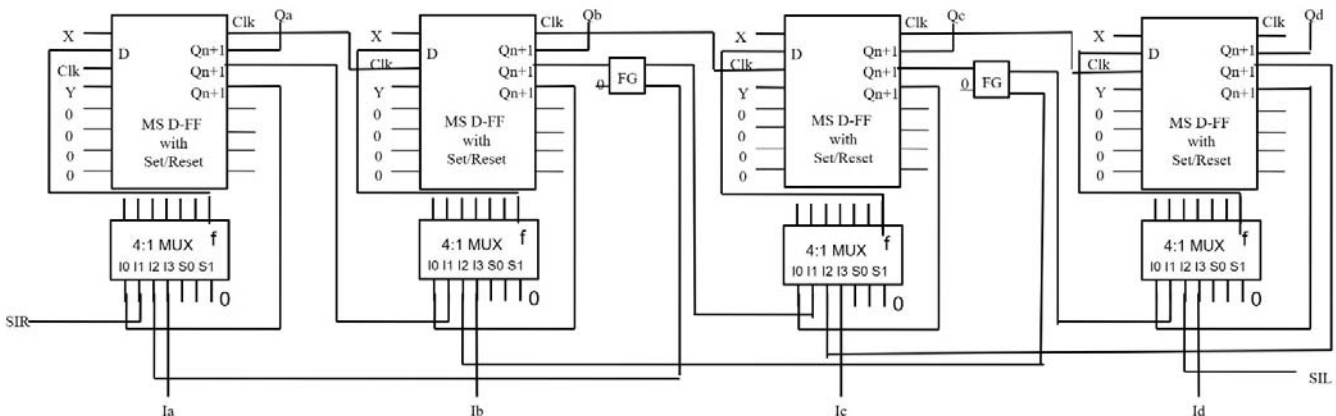 Clk Qa Clk Qb Clk Qc Clk Qd
X X X X
D Qn+1 D Qn+1 D Qn+1 D Qn+1
Clk Qn+1 Clk Qn+1 Clk Qn+1 Clk Qn+1
FG FG
Y Qn+1 Y Qn+1 0 Y Qn+1 0 Y Qn+1
0 0 0 0
0 MS D-FF 0 MS D-FF 0 MS D-FF 0 MS D-FF
with with with with
0 Set/Reset 0 Set/Reset 0 Set/Reset 0 Set/Reset
0 0 0 0
4:1 MUX f 4:1 MUX f 4:1 MUX f 4:1 MUX f
I0 I1 I2 I3 S0 S1 I0 I1 I2 I3 S0 S1 I0 I1 I2 I3 S0 S1 I0 I1 I2 I3 S0 S1
0 0 0 0
SIR
SIL
Ia Ib Ic Id